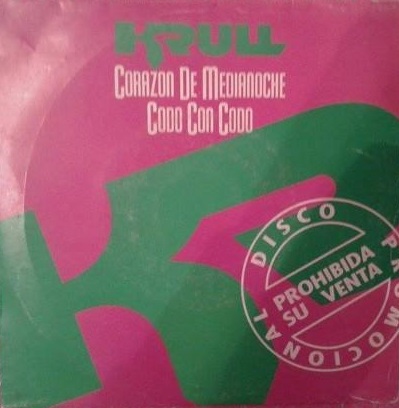 KRULL
CORAZON DE MEDIANOCHE
CODO CON CODO
DISCO PROMOCIONAL
PROHIBIDA
SU VENTA